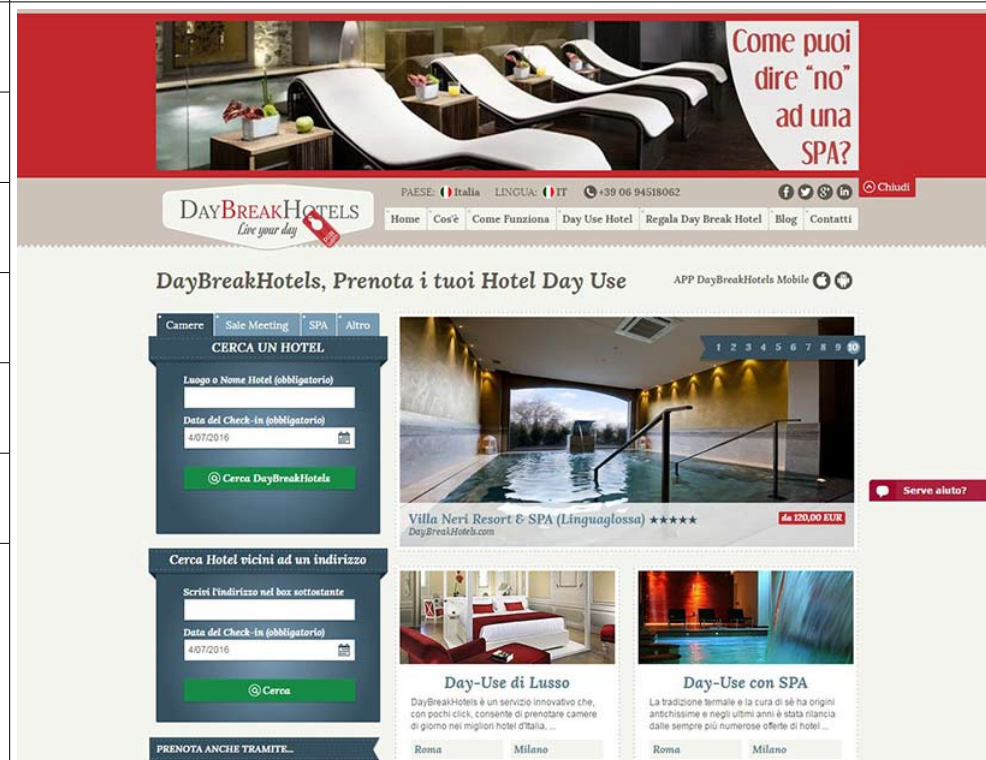 Come puoi
dire "no"
ad una
SPA?
Chiudi
PAESE: Italia LINGUA: IT +39 06 94518062
DAYBREAKHOTELS
Live your day
Home Cos'è Come Funziona Day Use Hotel Regala Day Break Hotel Blog Contatti
DayBreakHotels, Prenota i tuoi Hotel Day Use
APP DayBreakHotels Mobile
Camere Sale Meeting SPA Altro
CERCA UN HOTEL
Luogo o Nome Hotel (obbligatorio)
Data del Check-in (obbligatorio)
4/07/2016
Cerca DayBreakHotels
1 2 3 4 5 6 7 8 9 10
Villa Neri Resort & SPA (Linguaglossa) ★★★★★
DayBreakHotels.com
da 120,00 EUR
Serve aiuto?
Cerca Hotel vicini ad un indirizzo
Scrivi l'indirizzo nel box sottostante
Data del Check-in (obbligatorio)
4/07/2016
Cerca
PRENOTA ANCHE TRAMITE...
Day-Use di Lusso
DayBreakHotels è un servizio innovativo che,
con pochi click, consente di prenotare camere
di giorno nei migliori hotel d'Italia, ...
Roma Milano
Day-Use con SPA
La tradizione termale e la cura di sè ha origini
antichissime e negli ultimi anni è stata rilancia
dalle sempre più numerose offerte di hotel ...
Roma Milano